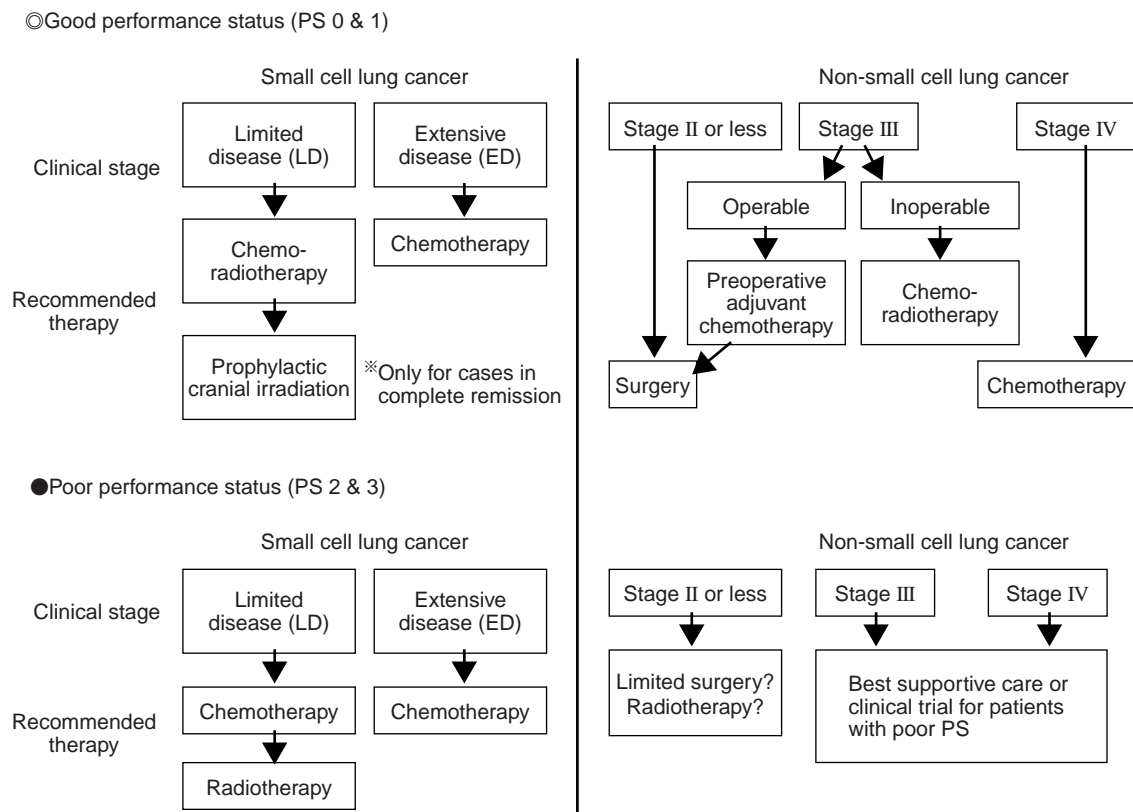 ◎Good performance status (PS 0 & 1)
Small cell lung cancer
Clinical stage
Limited
disease (LD)
Extensive
disease (ED)
Recommended
therapy
Chemo-
radiotherapy
Chemotherapy
Prophylactic
cranial irradiation
※Only for cases in
complete remission
Non-small cell lung cancer
Stage II or less
Stage III
Stage IV
Operable
Inoperable
Preoperative
adjuvant
chemotherapy
Chemo-
radiotherapy
Surgery
Chemotherapy
●Poor performance status (PS 2 & 3)
Small cell lung cancer
Clinical stage
Limited
disease (LD)
Extensive
disease (ED)
Recommended
therapy
Chemotherapy
Chemotherapy
Radiotherapy
Non-small cell lung cancer
Stage II or less
Stage III
Stage IV
Limited surgery?
Radiotherapy?
Best supportive care or
clinical trial for patients
with poor PS